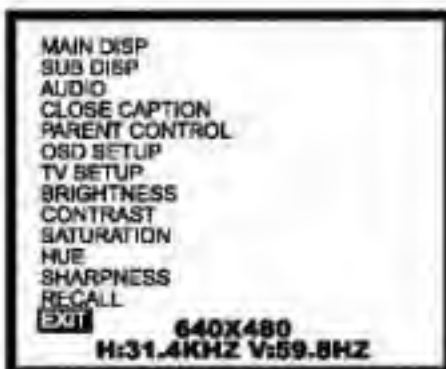 MAIN DISP
SUB DISP
AUDIO
CLOSE CAPTION
PARENT CONTROL
OSD SETUP
TV SETUP
BRIGHTNESS
CONTRAST
SATURATION
HUE
SHARPNESS
RECALL
EXIT
640X480
H:31.4KHZ V:59.8HZ